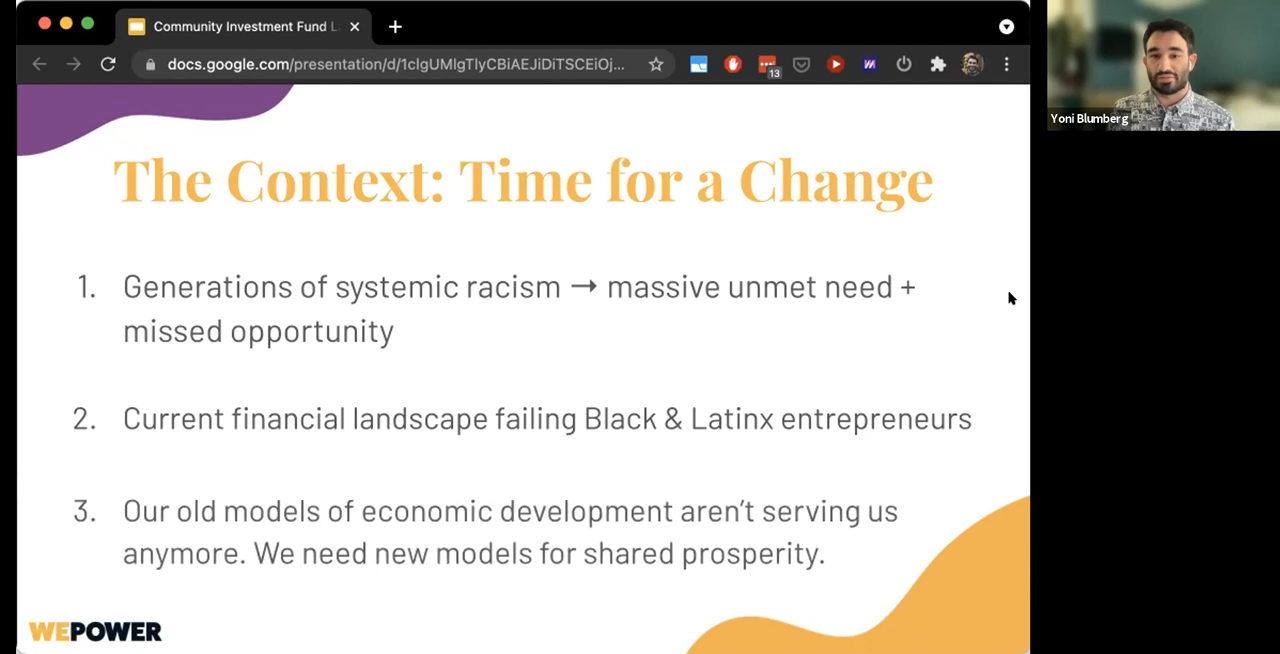 Community Investment Fund L
docs.google.com/presentation/d/1clgUMlgTlyCBiAEJiDiTSCEiOj...
13
Yoni Blumberg
The Context: Time for a Change
1. Generations of systemic racism → massive unmet need +
missed opportunity
2. Current financial landscape failing Black & Latinx entrepreneurs
3. Our old models of economic development aren't serving us
anymore. We need new models for shared prosperity.
WEPOWER